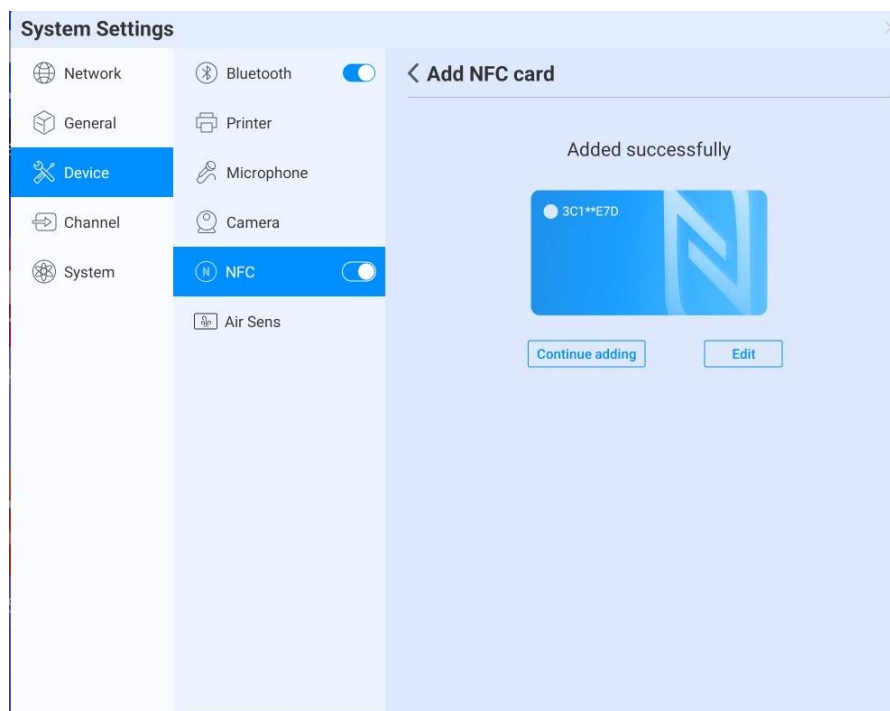 System Settings
Network
General
Device
Channel
System
Bluetooth
Printer
Microphone
Camera
NFC
Air Sens
Add NFC card
Added successfully
3C1**E7D
Continue adding
Edit